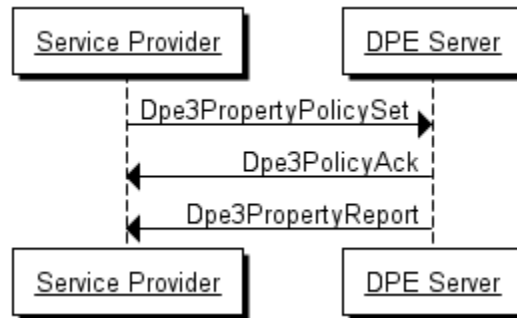 Service Provider
DPE Server
Dpe3PropertyPolicySet
Dpe3PolicyAck
Dpe3PropertyReport
Service Provider
DPE Server